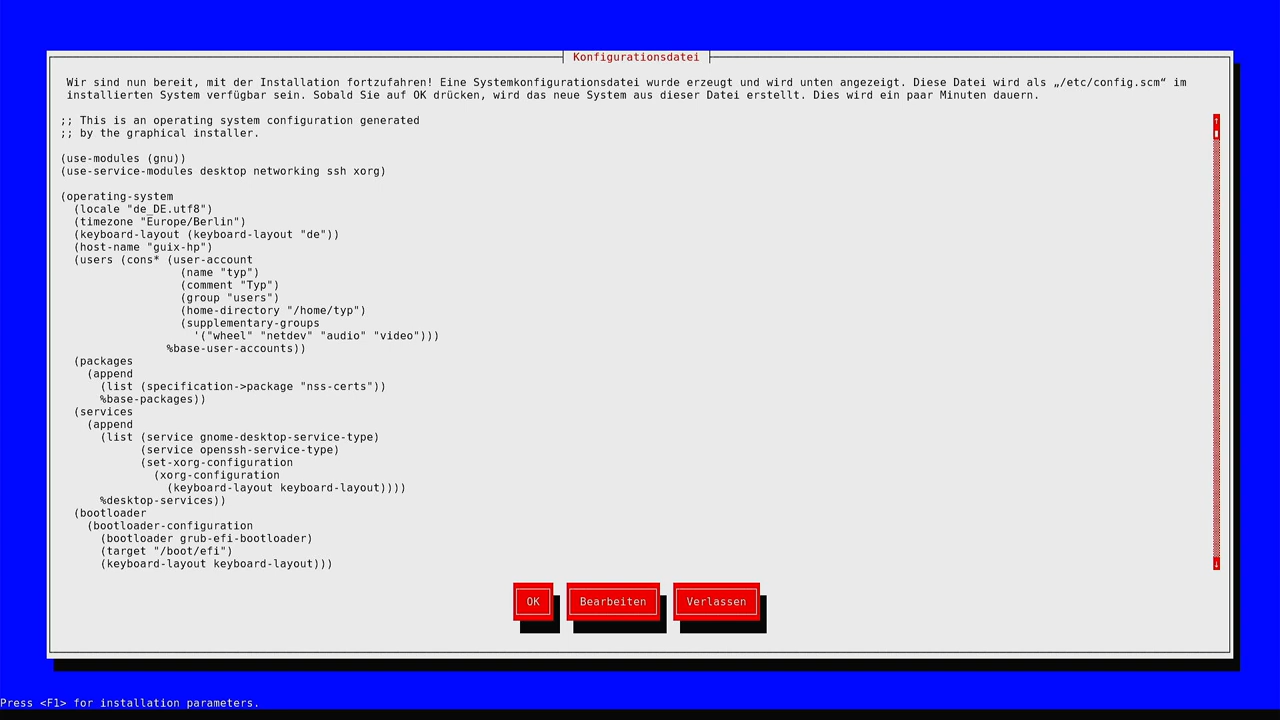 Konfigurationsdatei
Wir sind nun bereit, mit der Installation fortzufahren! Eine Systemkonfigurationsdatei wurde erzeugt und wird unten angezeigt. Diese Datei wird als „/etc/config.scm“ im
installierten System verfügbar sein. Sobald Sie auf OK drücken, wird das neue System aus dieser Datei erstellt. Dies wird ein paar Minuten dauern.
;; This is an operating system configuration generated
;; by the graphical installer.
(use-modules (gnu))
(use-service-modules desktop networking ssh xorg)
(operating-system
  (locale "de_DE.utf8")
  (timezone "Europe/Berlin")
  (keyboard-layout (keyboard-layout "de"))
  (host-name "guix-hp")
  (users (cons* (user-account
                  (name "typ")
                  (comment "Typ")
                  (group "users")
                  (home-directory "/home/typ")
                  (supplementary-groups
                    '("wheel" "netdev" "audio" "video")))
                %base-user-accounts))
  (packages
    (append
      (list (specification->package "nss-certs"))
      %base-packages))
  (services
    (append
      (list (service gnome-desktop-service-type)
            (service openssh-service-type)
            (set-xorg-configuration
              (xorg-configuration
                (keyboard-layout keyboard-layout))))
      %desktop-services))
  (bootloader
    (bootloader-configuration
      (bootloader grub-efi-bootloader)
      (target "/boot/efi")
      (keyboard-layout keyboard-layout)))
OK Bearbeiten Verlassen
Press <F1> for installation parameters.